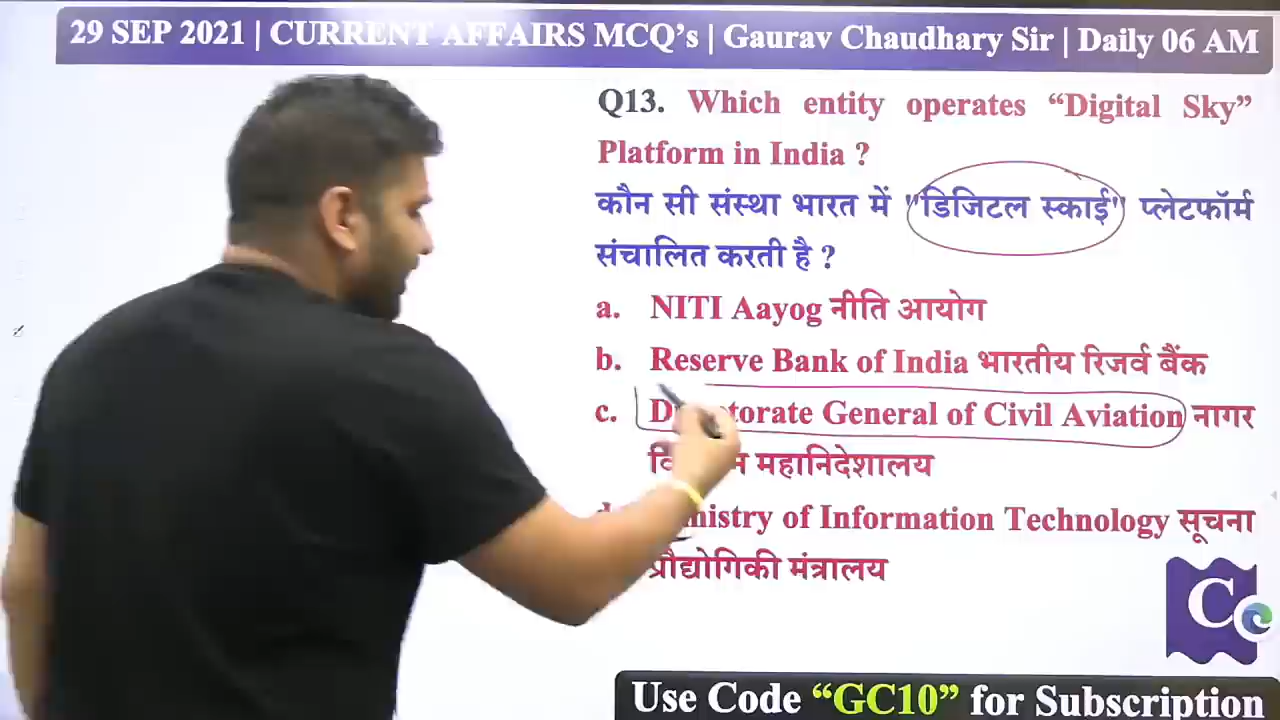 29 SEP 2021 | CURRENT AFFAIRS MCQ’s | Gaurav Chaudhary Sir | Daily 06 AM
Q13. Which entity operates “Digital Sky”
Platform in India ?
कौन सी संस्था भारत में "डिजिटल स्काई" प्लेटफॉर्म
संचालित करती है ?
a. NITI Aayog नीति आयोग
b. Reserve Bank of India भारतीय रिजर्व बैंक
c. General of Civil Aviation नागर
महानिदेशालय
of Information Technology सूचना
प्रौद्योगिकी मंत्रालय
Use Code “GC10” for Subscription